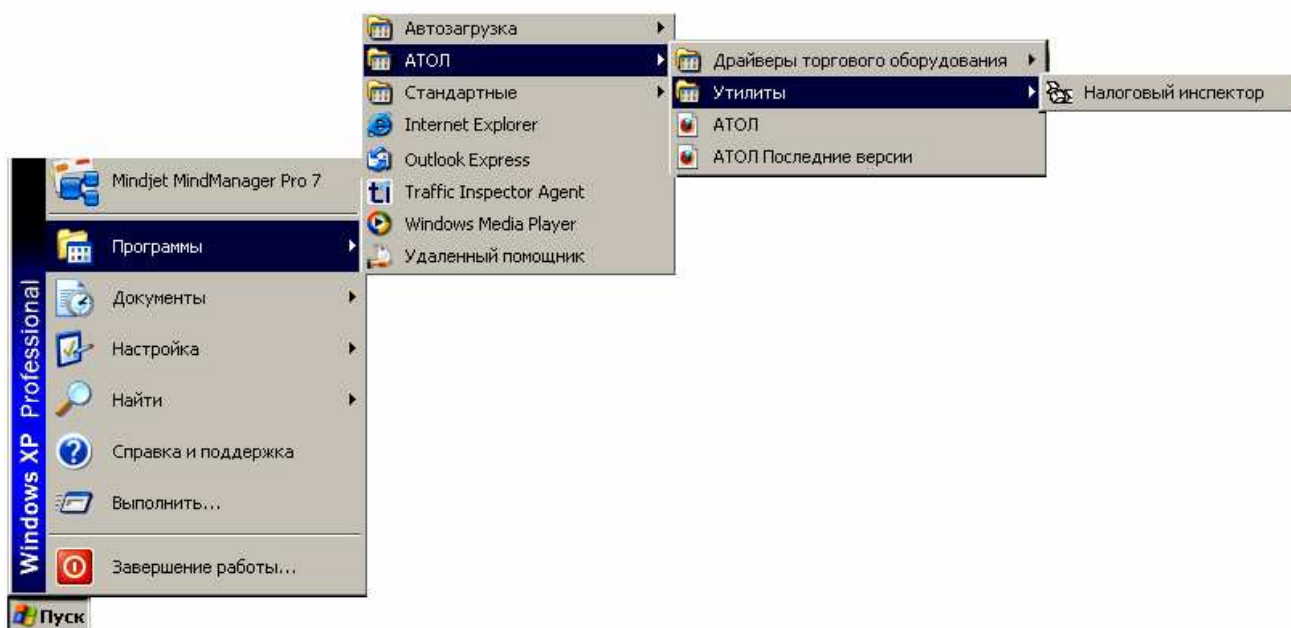 Автозагрузка
АТОЛ
Стандартные
Internet Explorer
Outlook Express
Traffic Inspector Agent
Windows Media Player
Удаленный помощник
Драйверы торгового оборудования
Утилиты
АТОЛ
АТОЛ Последние версии
Налоговый инспектор
Mindjet MindManager Pro 7
Программы
Документы
Настройка
Найти
Справка и поддержка
Выполнить...
Завершение работы...
Windows XP Professional
Пуск